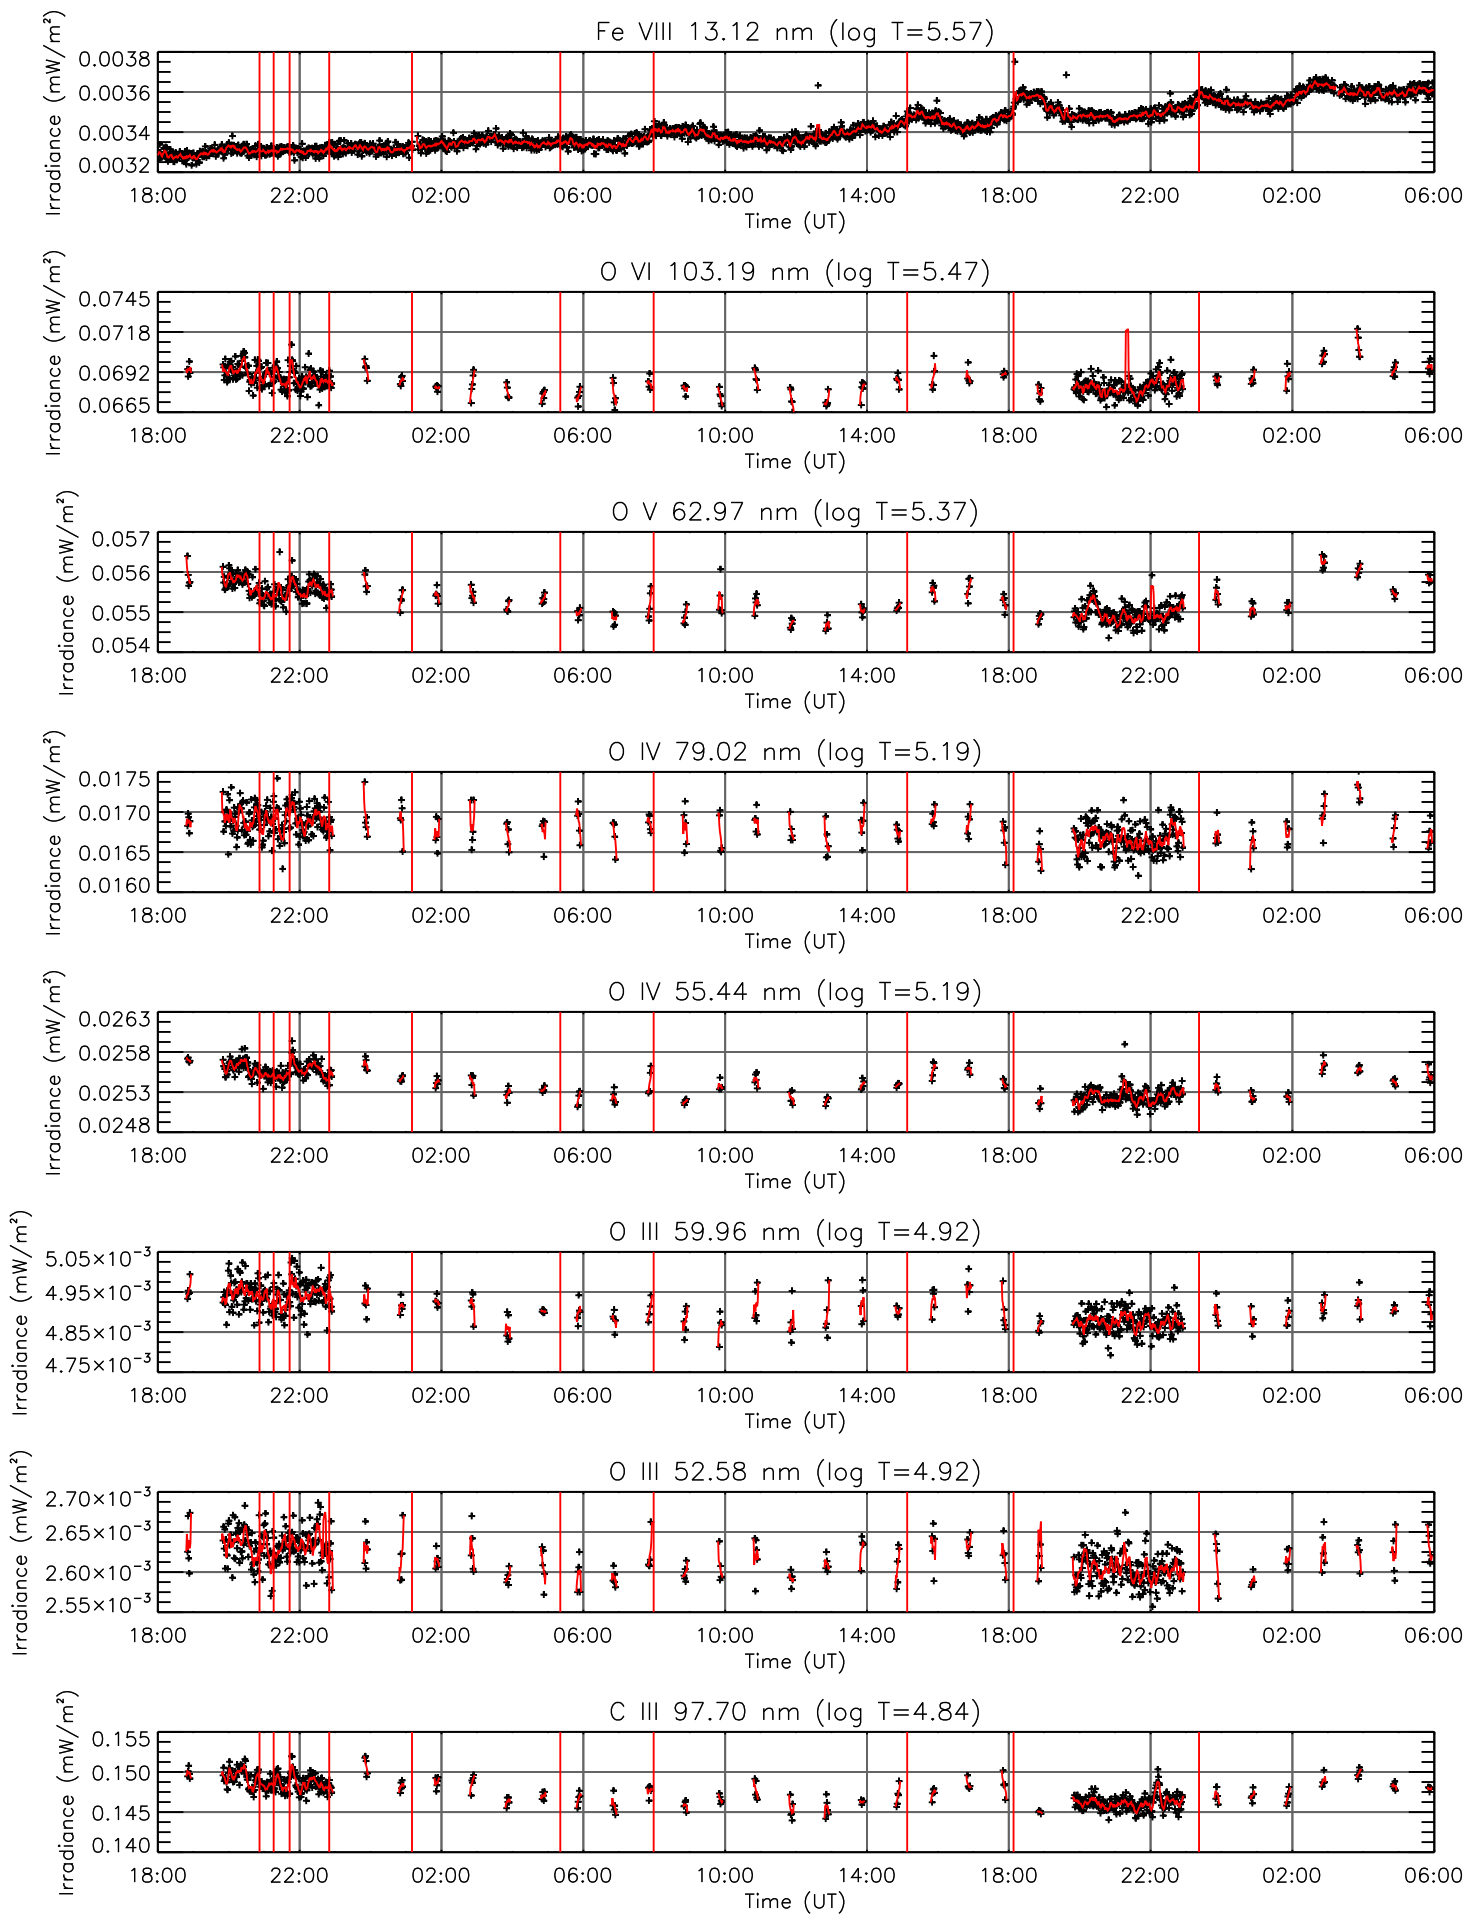 Fe VIII 13.12 nm (log T=5.57)
Irradiance (mW/m²)
0.0038
0.0036
0.0034
0.0032
18:00 22:00 02:00 06:00 10:00 14:00 18:00 22:00 02:00 06:00
Time (UT)
O VI 103.19 nm (log T=5.47)
Irradiance (mW/m²)
0.0745
0.0718
0.0692
0.0665
18:00 22:00 02:00 06:00 10:00 14:00 18:00 22:00 02:00 06:00
Time (UT)
O V 62.97 nm (log T=5.37)
Irradiance (mW/m²)
0.057
0.056
0.055
0.054
18:00 22:00 02:00 06:00 10:00 14:00 18:00 22:00 02:00 06:00
Time (UT)
O IV 79.02 nm (log T=5.19)
Irradiance (mW/m²)
0.0175
0.0170
0.0165
0.0160
18:00 22:00 02:00 06:00 10:00 14:00 18:00 22:00 02:00 06:00
Time (UT)
O IV 55.44 nm (log T=5.19)
Irradiance (mW/m²)
0.0263
0.0258
0.0253
0.0248
18:00 22:00 02:00 06:00 10:00 14:00 18:00 22:00 02:00 06:00
Time (UT)
O III 59.96 nm (log T=4.92)
Irradiance (mW/m²)
5.05×10⁻³
4.95×10⁻³
4.85×10⁻³
4.75×10⁻³
18:00 22:00 02:00 06:00 10:00 14:00 18:00 22:00 02:00 06:00
Time (UT)
O III 52.58 nm (log T=4.92)
Irradiance (mW/m²)
2.70×10⁻³
2.65×10⁻³
2.60×10⁻³
2.55×10⁻³
18:00 22:00 02:00 06:00 10:00 14:00 18:00 22:00 02:00 06:00
Time (UT)
C III 97.70 nm (log T=4.84)
Irradiance (mW/m²)
0.155
0.150
0.145
0.140
18:00 22:00 02:00 06:00 10:00 14:00 18:00 22:00 02:00 06:00
Time (UT)